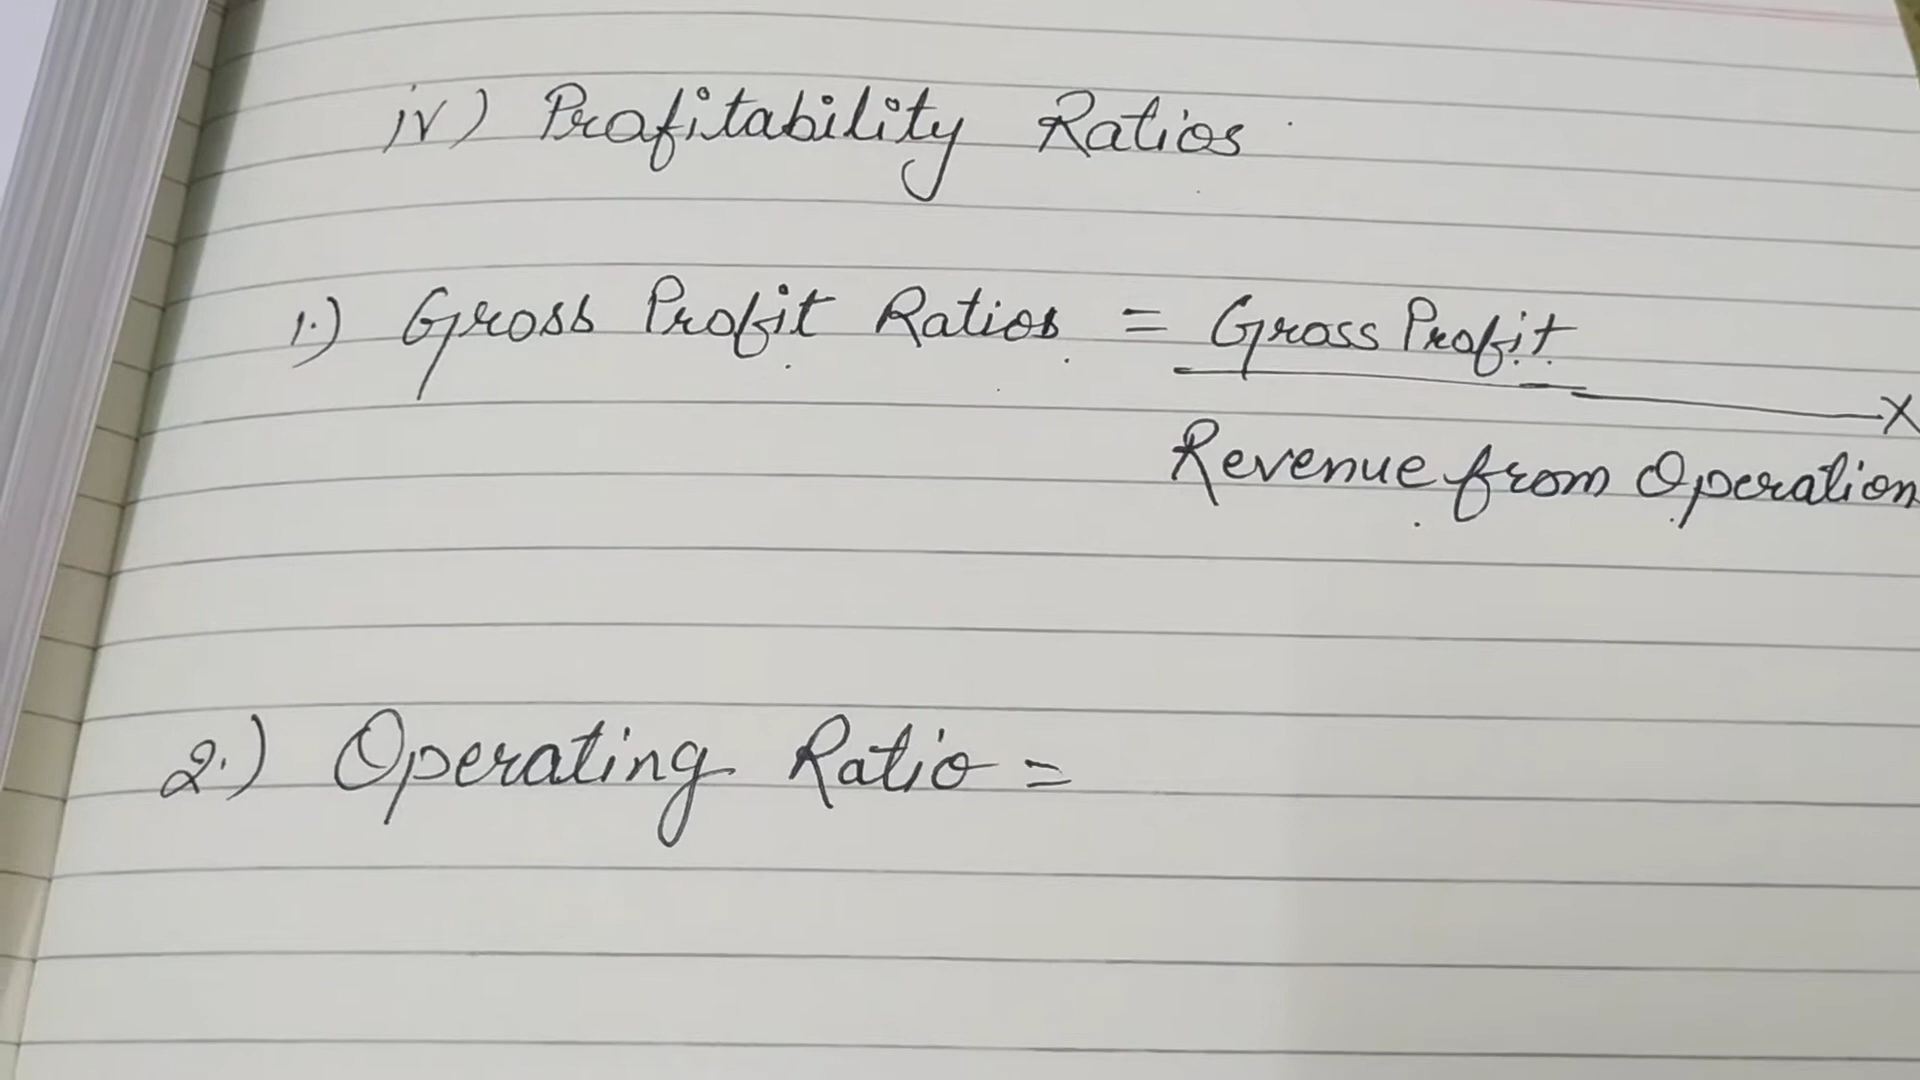 iv) Profitability Ratios
1.) Gross Profit Ratios = Gross Profit X
Revenue from Operation
2.) Operating Ratio =